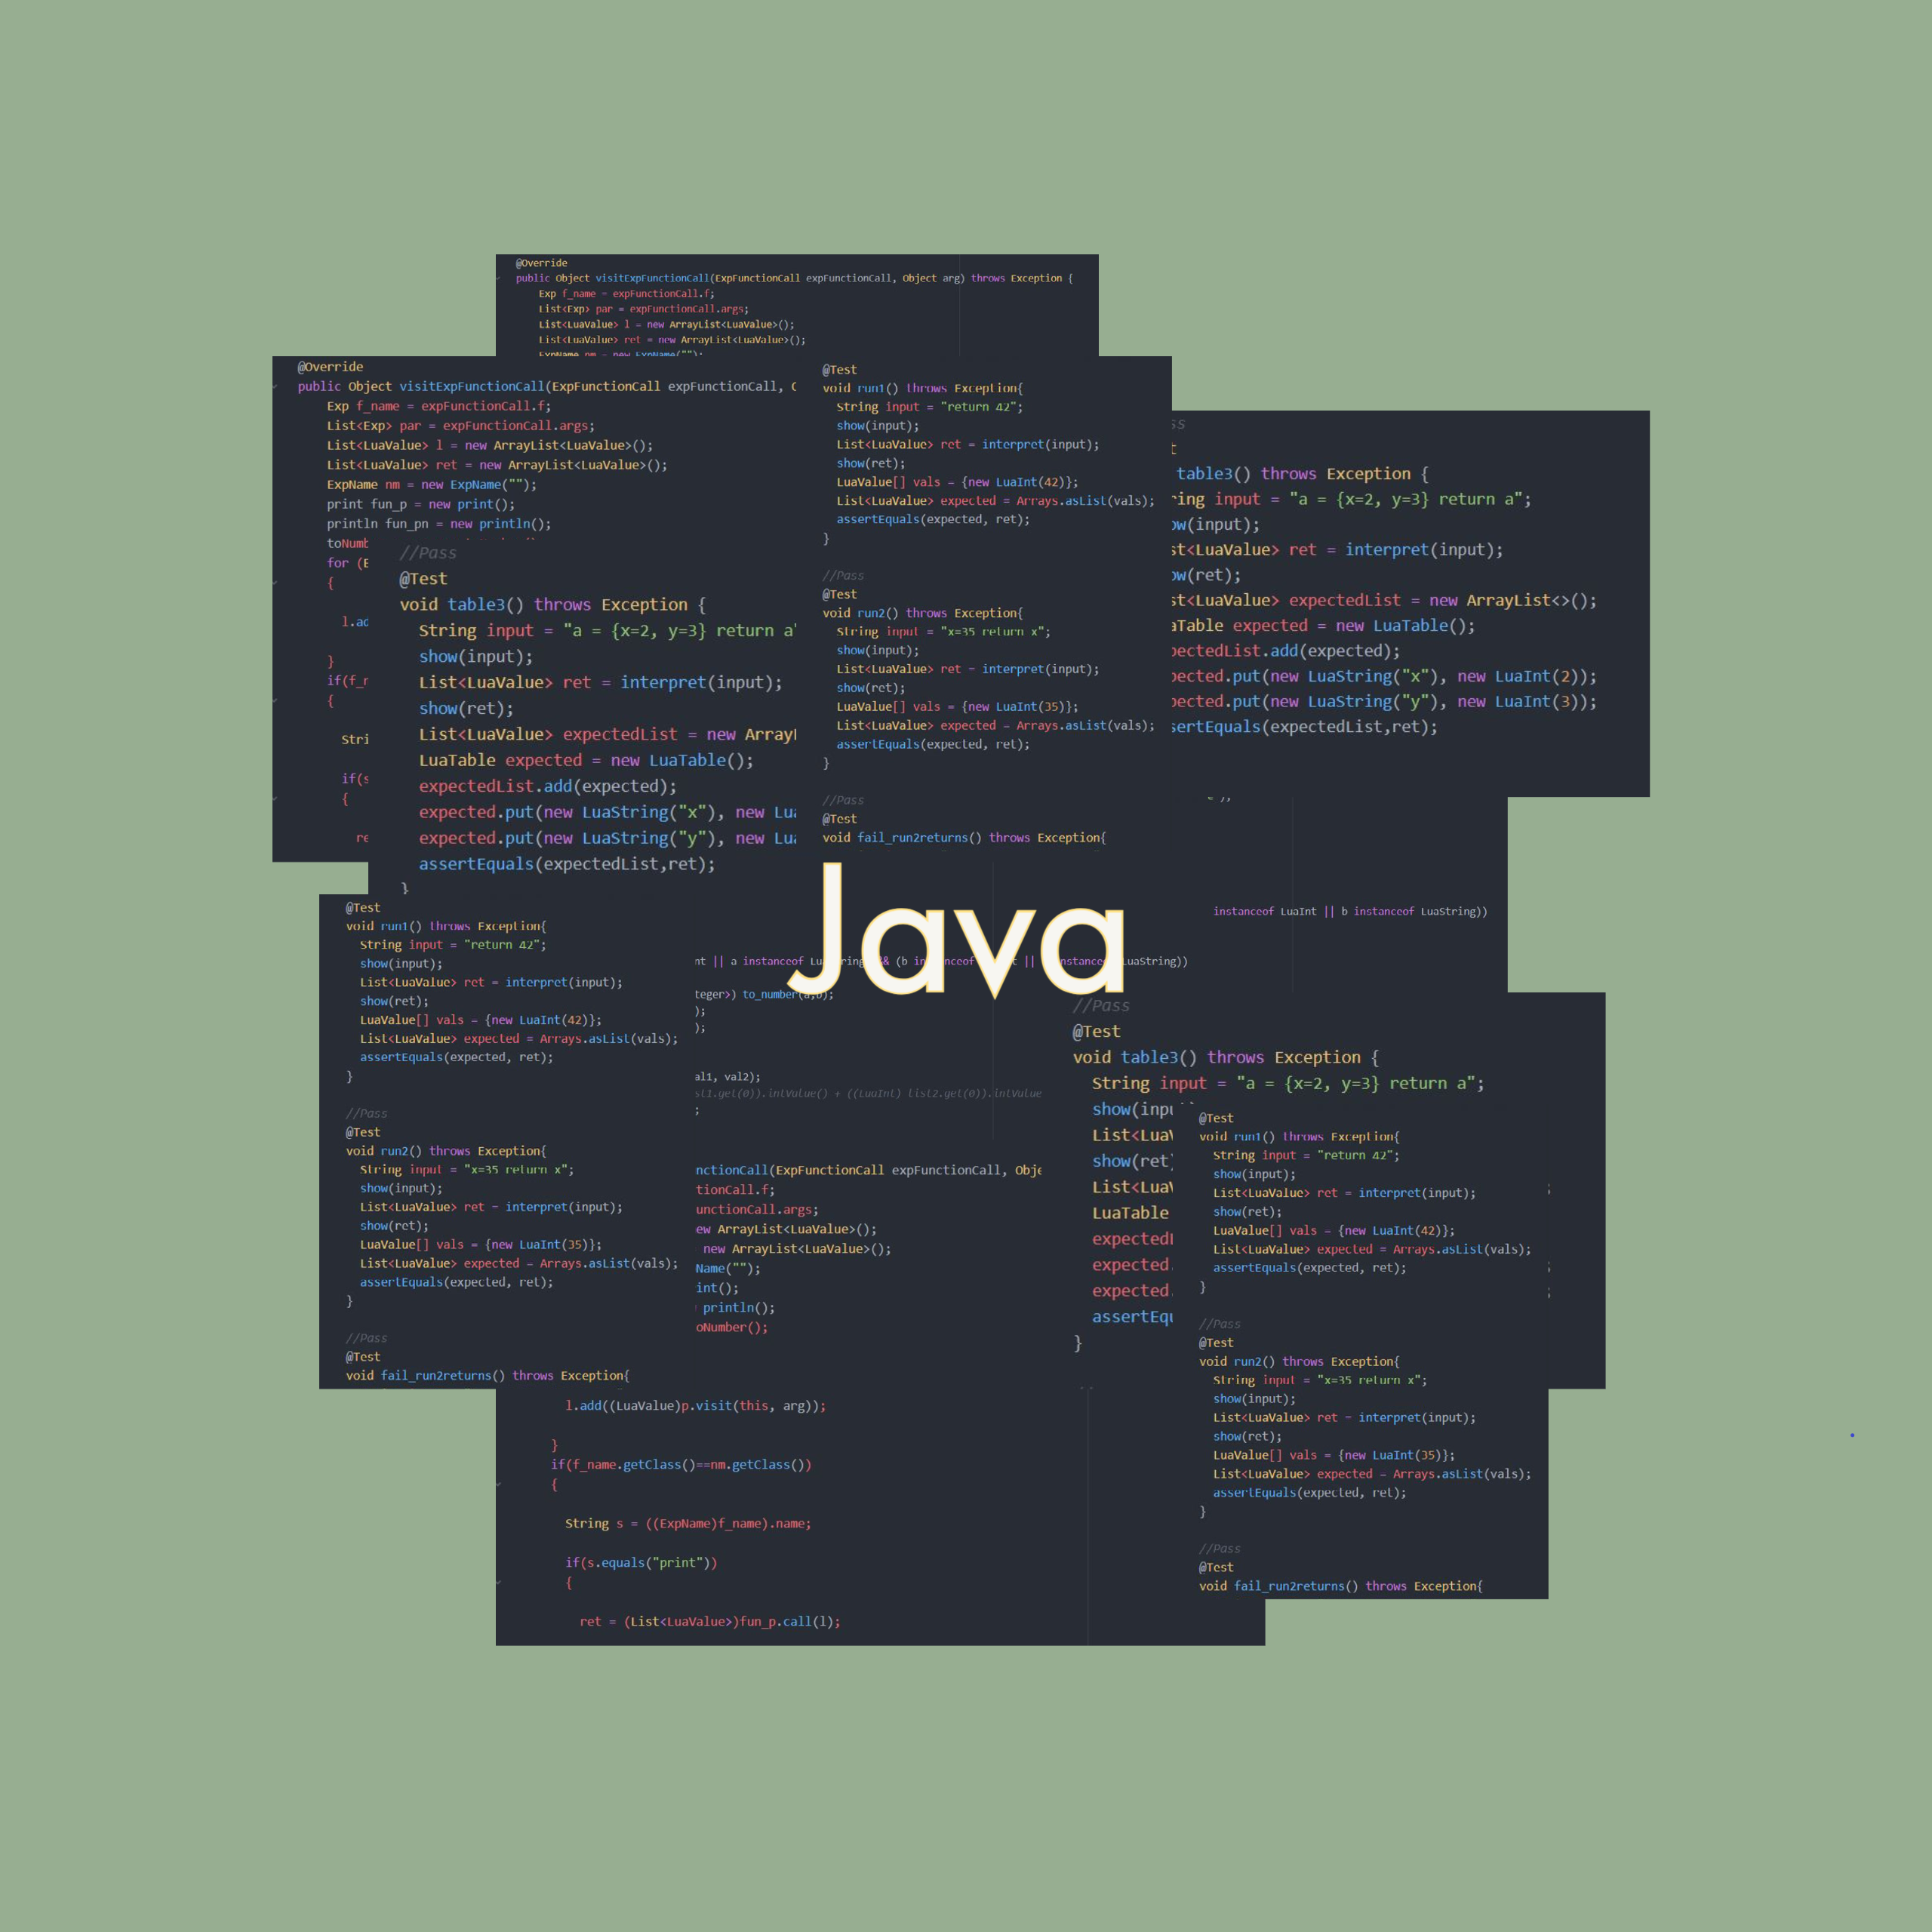 @Override
public Object visitExpFunctionCall(ExpFunctionCall expFunctionCall, Object arg) throws Exception {
Exp f_name = expFunctionCall.f;
List<Exp> par = expFunctionCall.args;
List<LuaValue> l = new ArrayList<LuaValue>();
List<LuaValue> ret = new ArrayList<LuaValue>();
ExpName nm = new ExpName("");
@Override
public Object visitExpFunctionCall(ExpFunctionCall expFunctionCall,
Exp f_name = expFunctionCall.f;
List<Exp> par = expFunctionCall.args;
List<LuaValue> l = new ArrayList<LuaValue>();
List<LuaValue> ret = new ArrayList<LuaValue>();
ExpName nm = new ExpName("");
print fun_p = new print();
println fun_pn = new println();
toNumb
for (E
{
l.ad
}
if(f_n
{
Stri
if(s
{
re
//Pass
@Test
void table3() throws Exception {
String input = "a = {x=2, y=3} return a"
show(input);
List<LuaValue> ret = interpret(input);
show(ret);
List<LuaValue> expectedList = new Array
LuaTable expected = new LuaTable();
expectedList.add(expected);
expected.put(new LuaString("x"), new Lua
expected.put(new LuaString("y"), new Lua
assertEquals(expectedList,ret);
}
@Test
void run1() throws Exception{
String input = "return 42";
show(input);
List<LuaValue> ret = interpret(input);
show(ret);
LuaValue[] vals = {new LuaInt(42)};
List<LuaValue> expected = Arrays.asList(vals);
assertEquals(expected, ret);
}
//Pass
@Test
void run2() throws Exception{
String input = "x=35 return x";
show(input);
List<LuaValue> ret = interpret(input);
show(ret);
LuaValue[] vals = {new LuaInt(35)};
List<LuaValue> expected = Arrays.asList(vals);
assertEquals(expected, ret);
}
//Pass
@Test
void fail_run2returns() throws Exception{
ss
t
table3() throws Exception {
ring input = "a = {x=2, y=3} return a";
ow(input);
st<LuaValue> ret = interpret(input);
ow(ret);
st<LuaValue> expectedList = new ArrayList<>();
aTable expected = new LuaTable();
pectedList.add(expected);
pected.put(new LuaString("x"), new LuaInt(2));
pected.put(new LuaString("y"), new LuaInt(3));
sertEquals(expectedList,ret);
Java
instanceof LuaInt || b instanceof LuaString))
nt || a instanceof LuaString) && (b instanceof LuaInt || b instanceof LuaString))
teger>) to_number(a,b);
);
);
al1, val2);
st1.get(0)).intValue() + ((LuaInt) list2.get(0)).intValue
;
@Test
void run1() throws Exception{
String input = "return 42";
show(input);
List<LuaValue> ret = interpret(input);
show(ret);
LuaValue[] vals = {new LuaInt(42)};
List<LuaValue> expected = Arrays.asList(vals);
assertEquals(expected, ret);
}
//Pass
@Test
void run2() throws Exception{
String input = "x=35 return x";
show(input);
List<LuaValue> ret = interpret(input);
show(ret);
LuaValue[] vals = {new LuaInt(35)};
List<LuaValue> expected = Arrays.asList(vals);
assertEquals(expected, ret);
}
//Pass
@Test
void fail_run2returns() throws Exception{
nctionCall(ExpFunctionCall expFunctionCall, Obje
tionCall.f;
unctionCall.args;
ew ArrayList<LuaValue>();
new ArrayList<LuaValue>();
Name("");
int();
println();
oNumber();
//Pass
@Test
void table3() throws Exception {
String input = "a = {x=2, y=3} return a";
show(inpu
List<LuaV
show(ret)
List<LuaV
LuaTable
expectedl
expected.
expected.
assertEqu
}
@Test
void run1() throws Exception{
String input = "return 42";
show(input);
List<LuaValue> ret = interpret(input);
show(ret);
LuaValue[] vals = {new LuaInt(42)};
List<LuaValue> expected = Arrays.asList(vals);
assertEquals(expected, ret);
}
//Pass
@Test
void run2() throws Exception{
String input = "x=35 return x";
show(input);
List<LuaValue> ret = interpret(input);
show(ret);
LuaValue[] vals = {new LuaInt(35)};
List<LuaValue> expected = Arrays.asList(vals);
assertEquals(expected, ret);
}
//Pass
@Test
void fail_run2returns() throws Exception{
l.add((LuaValue)p.visit(this, arg));
}
if(f_name.getClass()==nm.getClass())
{
String s = ((ExpName)f_name).name;
if(s.equals("print"))
{
ret = (List<LuaValue>)fun_p.call(l);